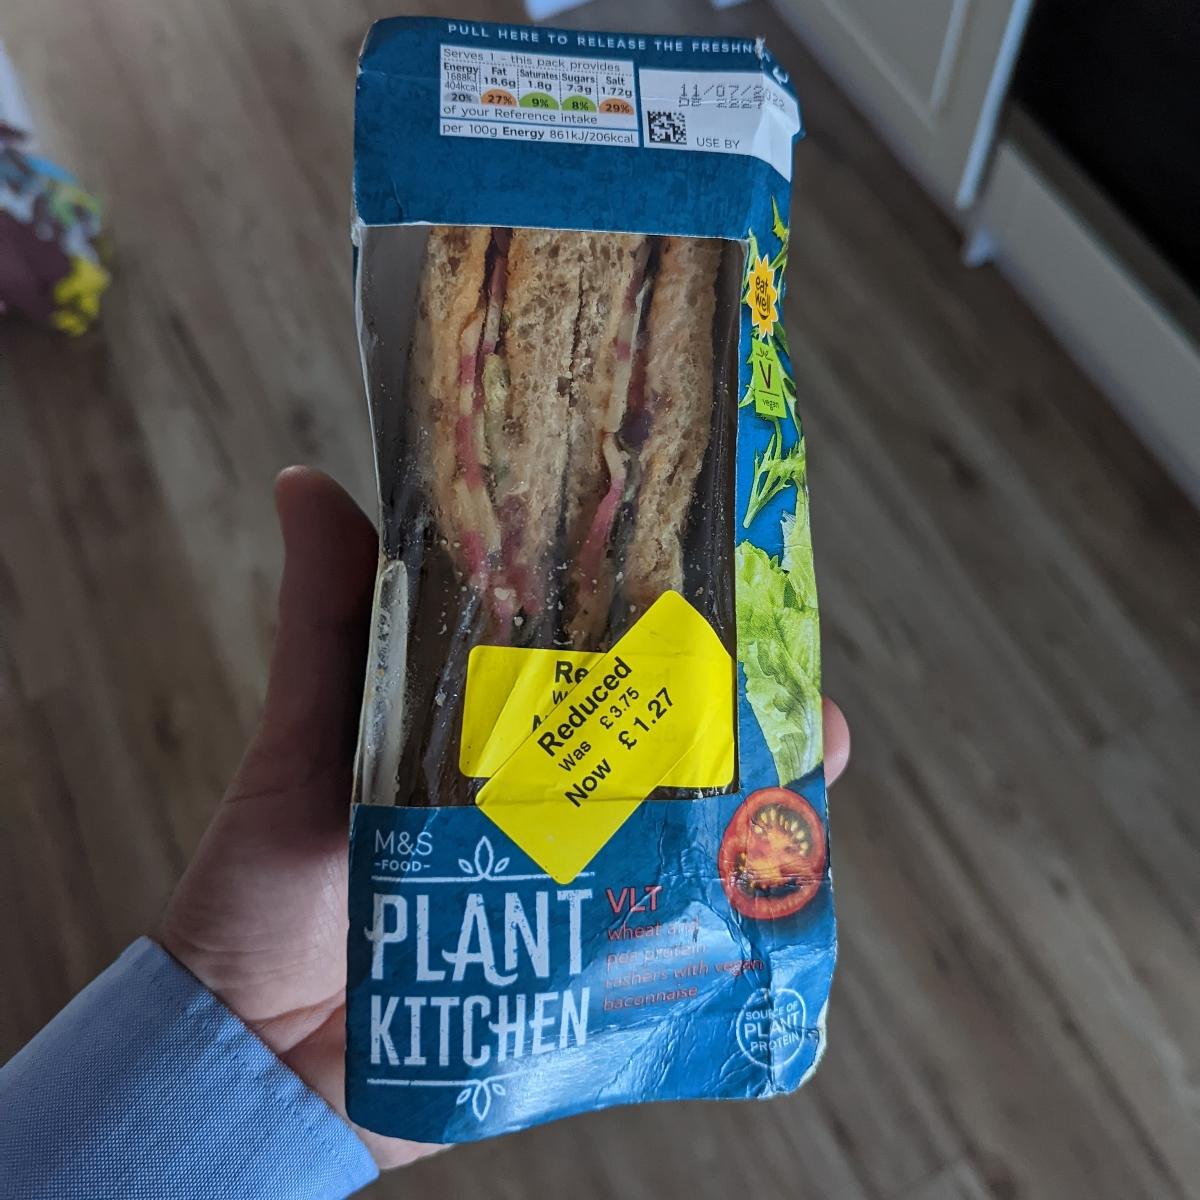 PULL HERE TO RELEASE THE FRESHN
Serves 1 - this pack provides
Energy Fat Saturates Sugars Salt
1688kJ 18.6g 1.8g 7.3g 1.72g
404kcal
20% 27% 9% 8% 29%
of your Reference intake
per 100g Energy 861kJ/206kcal
11/07/
USE BY
eat
well
V
vegan
Re
Reduced
Was £3.75
Now £1.27
M&S
-FOOD-
PLANT
KITCHEN
VLT
wheat and
pea protein
rashers with vegan
baconnaise
SOURCE OF
PLANT
PROTEIN